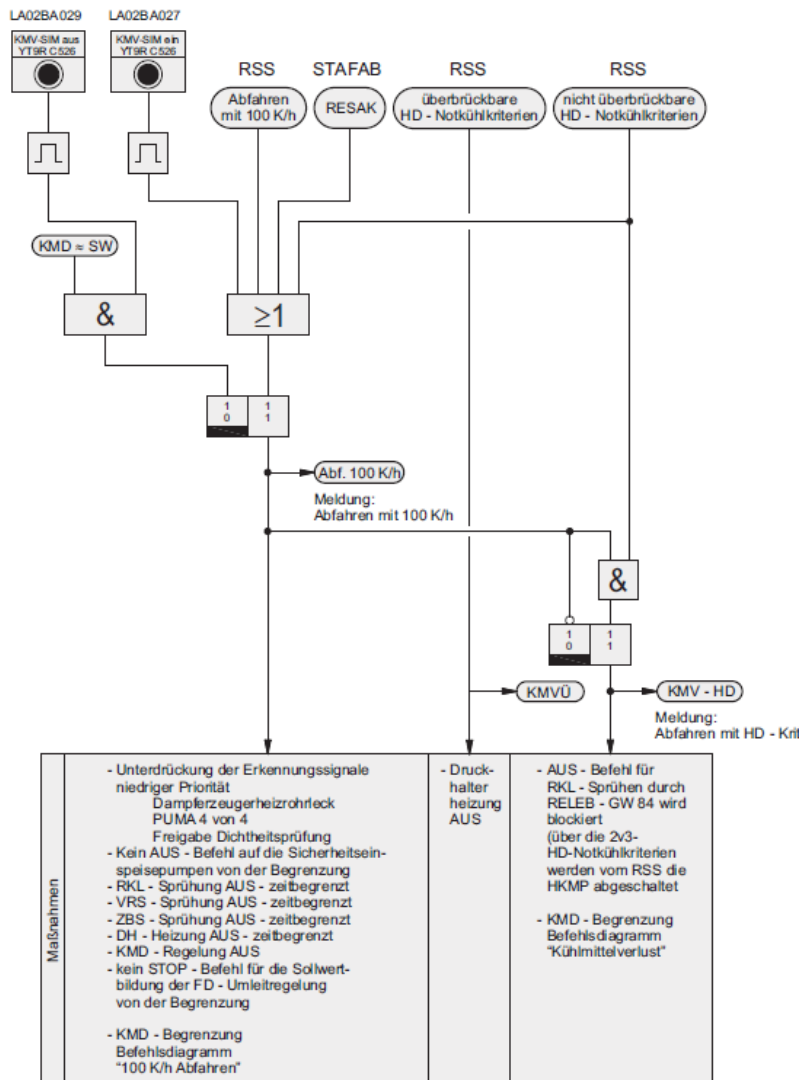 LA02BA029
LA02BA027
KMV-SIM aus
YT9R C526
KMV-SIM ein
YT9R C526
RSS
STAFAB
RSS
RSS
Abfahren
mit 100 K/h
RESAK
überbrückbare
HD - Notkühlkriterien
nicht überbrückbare
HD - Notkühlkriterien
KMD ≈ SW
&
≥1
1
0
1
1
Abf. 100 K/h
Meldung:
Abfahren mit 100 K/h
&
1
0
1
1
KMVÜ
KMV - HD
Meldung:
Abfahren mit HD - Krit
Maßnahmen
- Unterdrückung der Erkennungssignale
niedriger Priorität
Dampferzeugerheizrohrleck
PUMA 4 von 4
Freigabe Dichtheitsprüfung
- Kein AUS - Befehl auf die Sicherheitsein-
speisepumpen von der Begrenzung
- RKL - Sprühung AUS - zeitbegrenzt
- VRS - Sprühung AUS - zeitbegrenzt
- ZBS - Sprühung AUS - zeitbegrenzt
- DH - Heizung AUS - zeitbegrenzt
- KMD - Regelung AUS
- kein STOP - Befehl für die Sollwert-
bildung der FD - Umleitregelung
von der Begrenzung
- KMD - Begrenzung
Befehlsdiagramm
"100 K/h Abfahren"
- Druck-
halter
heizung
AUS
- AUS - Befehl für
RKL - Sprühen durch
RELEB - GW 84 wird
blockiert
(über die 2v3-
HD-Notkühlkriterien
werden vom RSS die
HKMP abgeschaltet
- KMD - Begrenzung
Befehlsdiagramm
"Kühlmittelverlust"